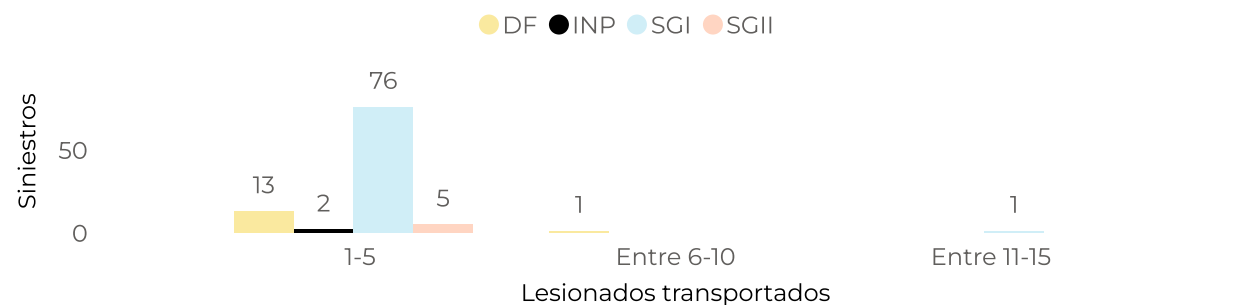 DF INP SGI SGII
76
50
13
2
5
1
1
0
Siniestros
1-5 Entre 6-10 Entre 11-15
Lesionados transportados